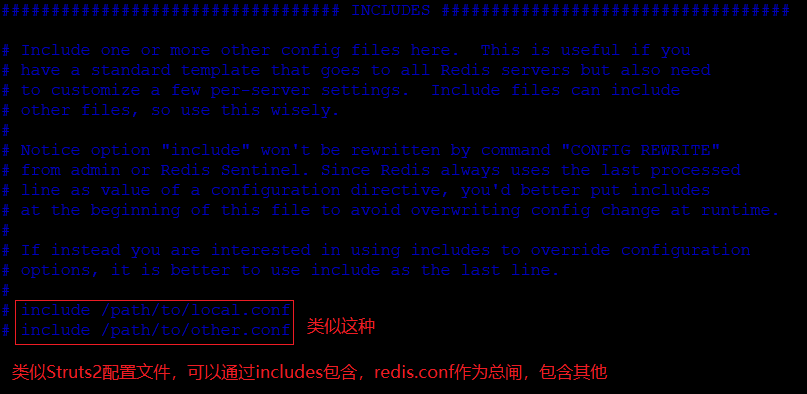 ################################## INCLUDES ###################################
# Include one or more other config files here.  This is useful if you
# have a standard template that goes to all Redis servers but also need
# to customize a few per-server settings.  Include files can include
# other files, so use this wisely.
#
# Notice option "include" won't be rewritten by command "CONFIG REWRITE"
# from admin or Redis Sentinel. Since Redis always uses the last processed
# line as value of a configuration directive, you'd better put includes
# at the beginning of this file to avoid overwriting config change at runtime.
#
# If instead you are interested in using includes to override configuration
# options, it is better to use include as the last line.
#
# include /path/to/local.conf
# include /path/to/other.conf
类似这种
类似Struts2配置文件，可以通过includes包含，redis.conf作为总闸，包含其他